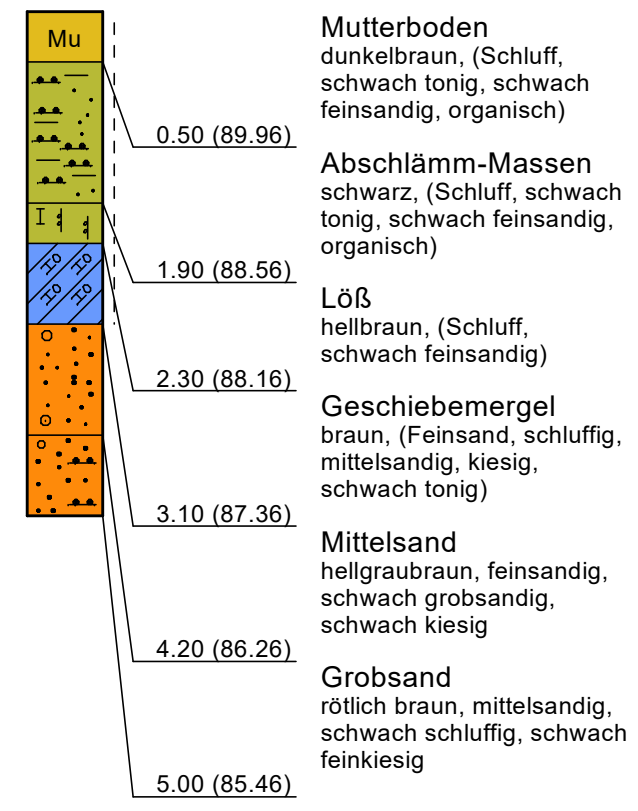 Mu
Mutterboden
dunkelbraun, (Schluff,
schwach tonig, schwach
feinsandig, organisch)
0.50 (89.96)
Abschlämm-Massen
schwarz, (Schluff, schwach
tonig, schwach feinsandig,
organisch)
1.90 (88.56)
Löß
hellbraun, (Schluff,
schwach feinsandig)
2.30 (88.16)
Geschiebemergel
braun, (Feinsand, schluffig,
mittelsandig, kiesig,
schwach tonig)
3.10 (87.36)
Mittelsand
hellgraubraun, feinsandig,
schwach grobsandig,
schwach kiesig
4.20 (86.26)
Grobsand
rötlich braun, mittelsandig,
schwach schluffig, schwach
feinkiesig
5.00 (85.46)